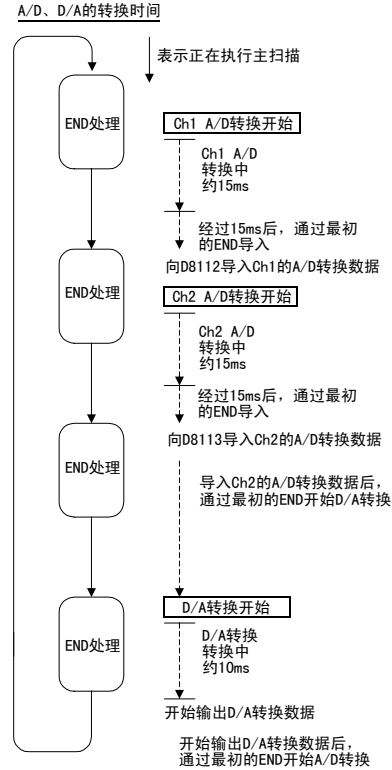 A/D、D/A的转换时间
表示正在执行主扫描
END处理
Ch1 A/D转换开始
Ch1 A/D
转换中
约15ms
经过15ms后，通过最初
的END导入
向D8112导入Ch1的A/D转换数据
END处理
Ch2 A/D转换开始
Ch2 A/D
转换中
约15ms
经过15ms后，通过最初
的END导入
向D8113导入Ch2的A/D转换数据
END处理
导入Ch2的A/D转换数据后，
通过最初的END开始D/A转换
D/A转换开始
END处理
D/A转换
转换中
约10ms
开始输出D/A转换数据
开始输出D/A转换数据后，
通过最初的END开始A/D转换